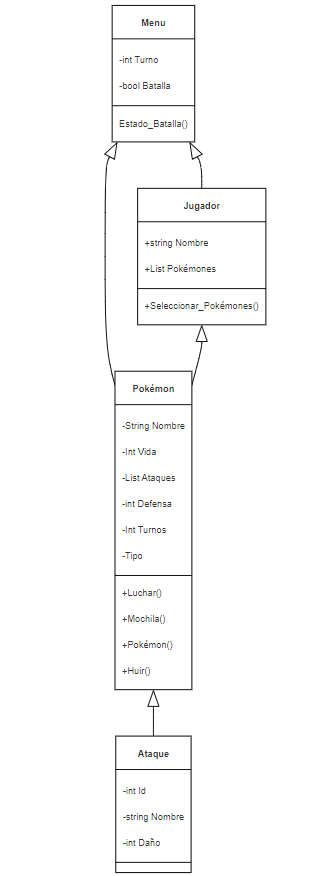 Menu
-int Turno
-bool Batalla
Estado_Batalla()
Jugador
+string Nombre
+List Pokémones
+Seleccionar_Pokémones()
Pokémon
-String Nombre
-Int Vida
-List Ataques
-int Defensa
-Int Turnos
-Tipo
+Luchar()
+Mochila()
+Pokémon()
+Huir()
Ataque
-int Id
-string Nombre
-int Daño